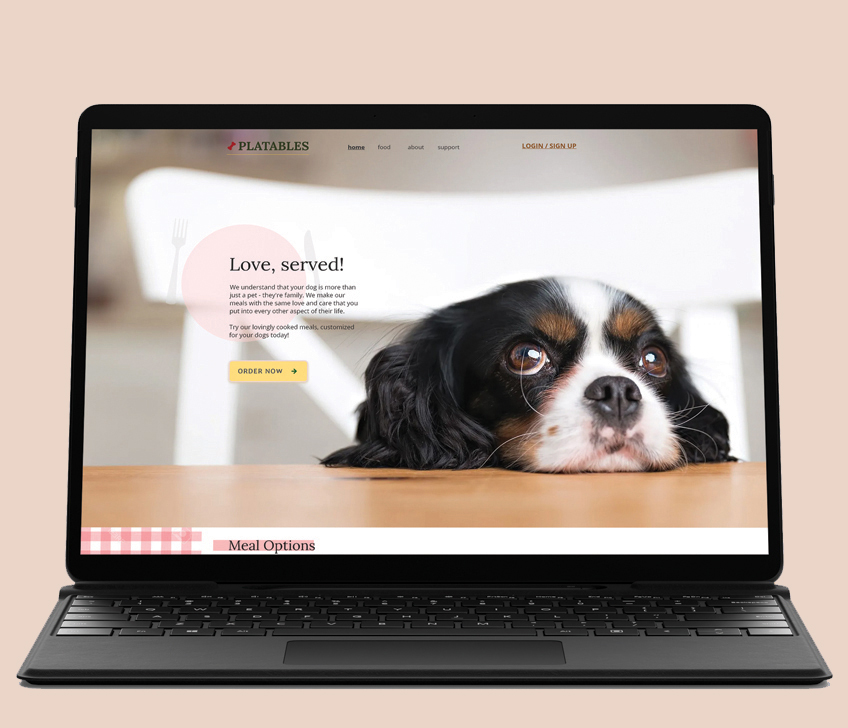 PLATABLES
home food about support
LOGIN / SIGN UP
Love, served!
We understand that your dog is more than
just a pet - they're family. We make our
meals with the same love and care that you
put into every other aspect of their life.
Try our lovingly cooked meals, customized
for your dogs today!
ORDER NOW →
Meal Options